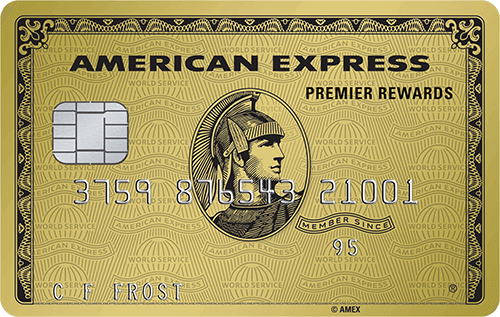 AMERICAN EXPRESS
PREMIER REWARDS
3759 876543 21001
MEMBER SINCE
95
C F FROST
®
© AMEX